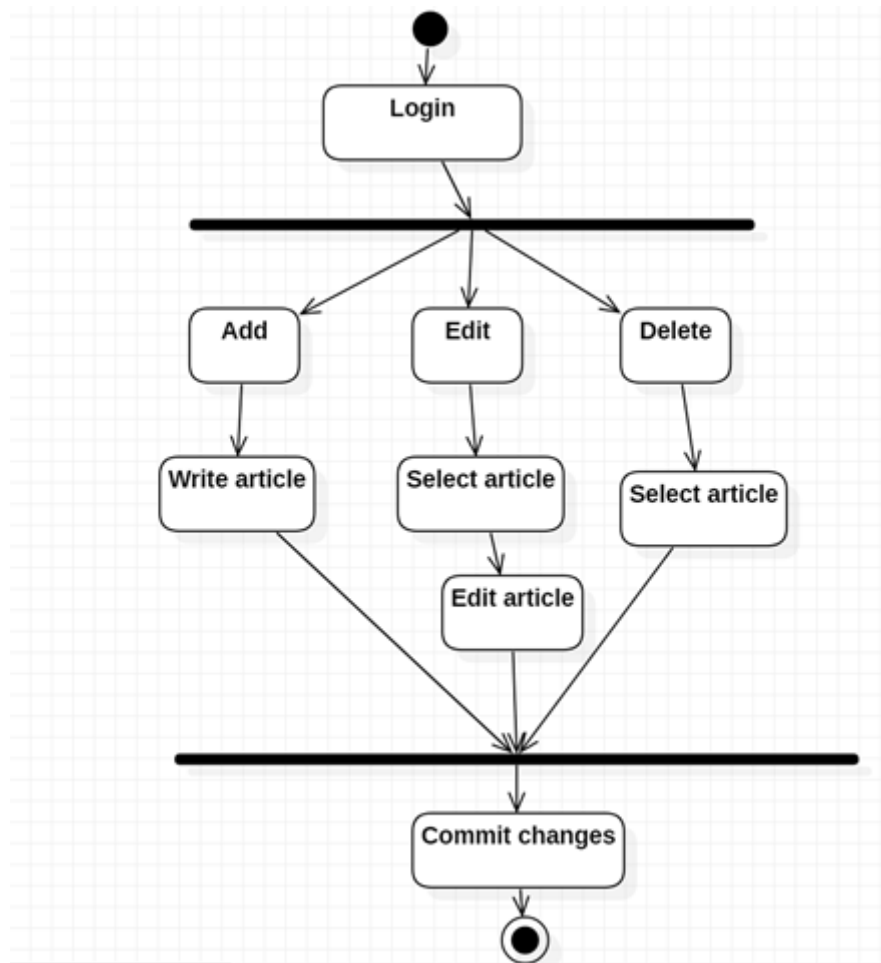 Login
Add
Edit
Delete
Write article
Select article
Select article
Edit article
Commit changes